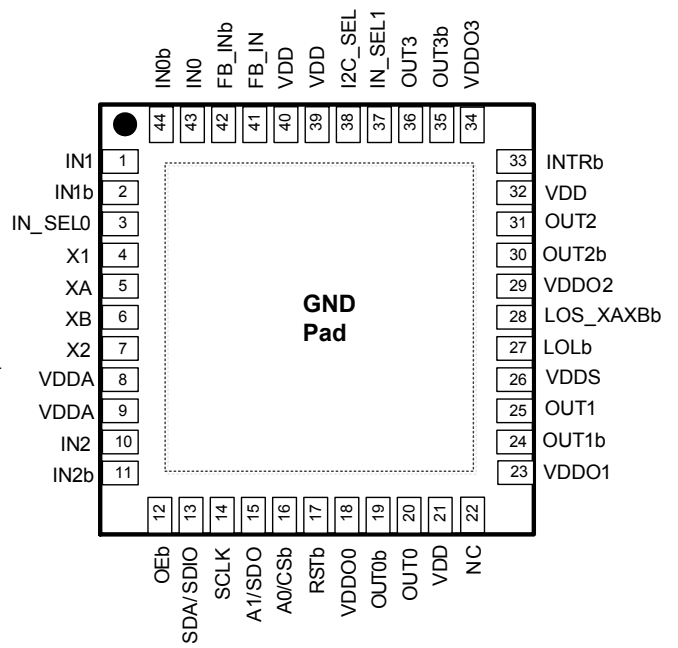 IN0b
IN0
FB_INb
FB_IN
VDD
VDD
I2C_SEL
IN_SEL1
OUT3
OUT3b
VDDO3
44
43
42
41
40
39
38
37
36
35
34
IN1 1
IN1b 2
IN_SEL0 3
X1 4
XA 5
XB 6
X2 7
VDDA 8
VDDA 9
IN2 10
IN2b 11
GND
Pad
33 INTRb
32 VDD
31 OUT2
30 OUT2b
29 VDDO2
28 LOS_XAXBb
27 LOLb
26 VDDS
25 OUT1
24 OUT1b
23 VDDO1
12
13
14
15
16
17
18
19
20
21
22
OEb
SDA/SDIO
SCLK
A1/SDO
A0/CSb
RSTb
VDDO0
OUT0b
OUT0
VDD
NC